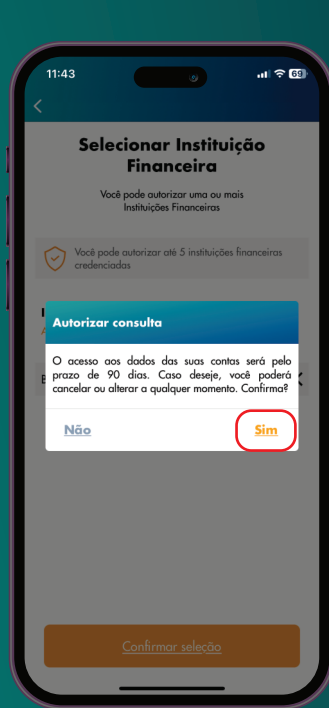 11:43
69
Selecionar Instituição
Financeira
Você pode autorizar uma ou mais
Instituições Financeiras
Você pode autorizar até 5 instituições financeiras
credenciadas
Autorizar consulta
O acesso aos dados das suas contas será pelo
prazo de 90 dias. Caso deseje, você poderá
cancelar ou alterar a qualquer momento. Confirma?
Não
Sim
Confirmar seleção